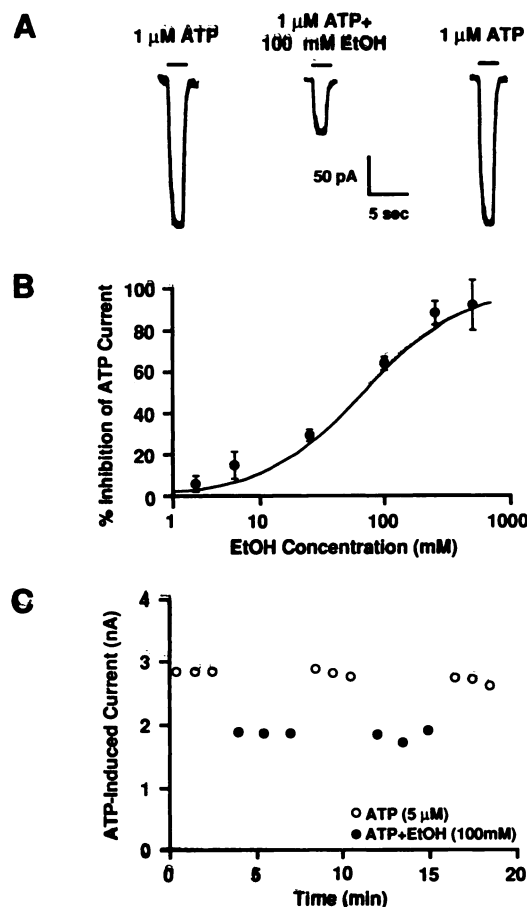 A
1 μM ATP
1 μM ATP+
100 mM EtOH
1 μM ATP
50 pA
5 sec
B
% Inhibition of ATP Current
100
80
60
40
20
0
1
10
100
1000
EtOH Concentration (mM)
C
ATP-Induced Current (nA)
4
3
2
1
0
○ ATP (5 μM)
● ATP+EtOH (100mM)
0
5
10
15
20
Time (min)